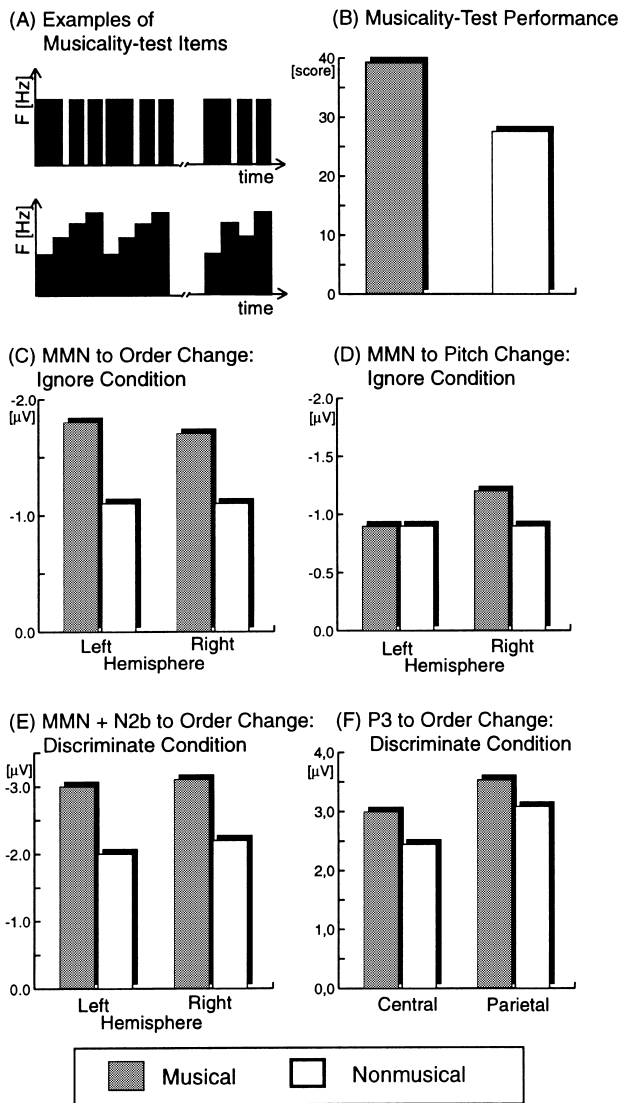 (A) Examples of
Musicality-test Items
F [Hz]
time
F [Hz]
time
(B) Musicality-Test Performance
40
[score]
30
20
10
0
(C) MMN to Order Change:
Ignore Condition
-2.0
[µV]
-1.0
0.0
Left
Right
Hemisphere
(D) MMN to Pitch Change:
Ignore Condition
-2.0
[µV]
-1.5
-1.0
-0.5
0.0
Left
Right
Hemisphere
(E) MMN + N2b to Order Change:
Discriminate Condition
[µV]
-3.0
-2.0
-1.0
0.0
Left
Right
Hemisphere
(F) P3 to Order Change:
Discriminate Condition
4,0
[µV]
3,0
2,0
1,0
0,0
Central
Parietal
Musical
Nonmusical